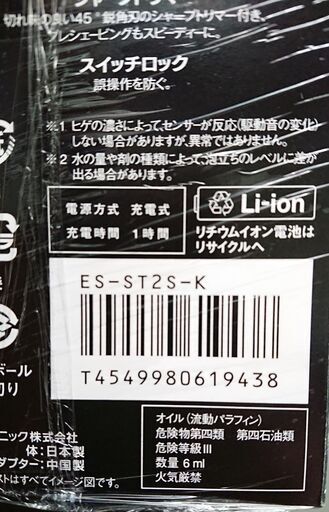 切れ味の良い45°鋭角刃のシャープトリマー付き。
プレシェービングもスピーディーに。
スイッチロック
誤操作を防ぐ。
※1 ヒゲの濃さによって、センサーが反応(駆動音の変化)
しない場合がありますが、異常ではありません。
※2 水の量や剤の種類によって、泡立ちのレベルに差が
出る場合があります。
電源方式 充電式
充電時間 1時間
Li-ion
リチウムイオン電池は
リサイクルへ
ES-ST2S-K
T4549980619438
ボール
切り
ニック株式会社
体:日本製
ダプター:中国製
ストはすべてイメージ図です。
オイル(流動パラフィン)
危険物第四類 第四石油類
危険等級Ⅲ
数量 6ml
火気厳禁